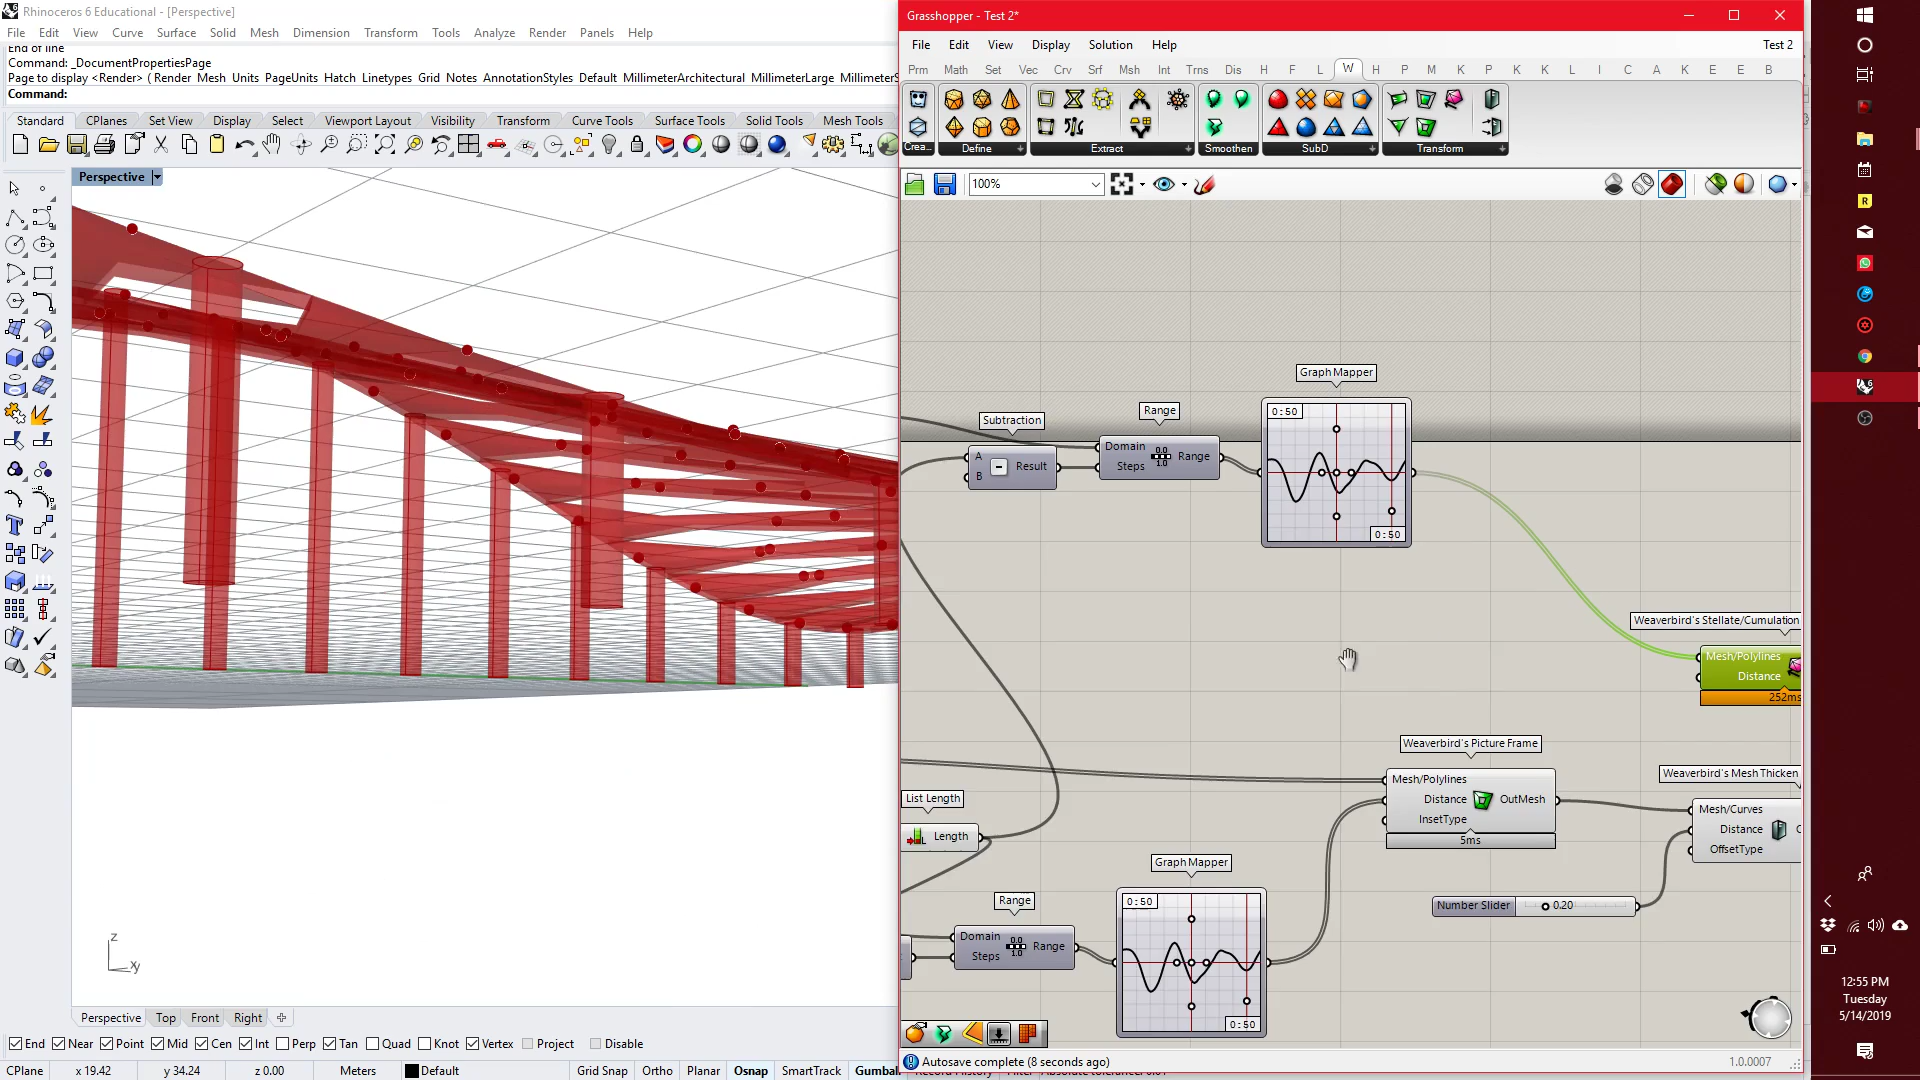 Rhinoceros 6 Educational - [Perspective]
File Edit View Curve Surface Solid Mesh Dimension Transform Tools Analyze Render Panels Help
End of line
Command: _DocumentPropertiesPage
Page to display <Render> ( Render Mesh Units PageUnits Hatch Linetypes Grid Notes AnnotationStyles Default MillimeterArchitectural MillimeterLarge
Command:
Standard CPlanes Set View Display Select Viewport Layout Visibility Transform Curve Tools Surface Tools Solid Tools Mesh Tools
Perspective
z
xy
Perspective Top Front Right
End Near Point Mid Cen Int Perp Tan Quad Knot Vertex Project Disable
CPlane x 19.42 y 34.24 z 0.00 Meters Default Grid Snap Ortho Planar Osnap SmartTrack Gumball
Grasshopper - Test 2*
File Edit View Display Solution Help Test 2
Prm Math Set Vec Crv Srf Msh Int Trns Dis H F L W H P M K P K K L I C A K E E B
Crea... Define Extract Smoothen SubD Transform
100%
Graph Mapper
0:50
0:50
Subtraction
A
B
Result
Range
Domain
Steps
Range
Weaverbird's Stellate/Cumulation
Mesh/Polylines
Distance
252ms
Weaverbird's Picture Frame
Mesh/Polylines
Distance
InsetType
OutMesh
5ms
Weaverbird's Mesh Thicken
Mesh/Curves
Distance
OffsetType
List Length
Length
Number Slider 0.20
Graph Mapper
0:50
0:50
Range
Domain
Steps
Range
Autosave complete (8 seconds ago)
1.0.0007
12:55 PM
Tuesday
5/14/2019